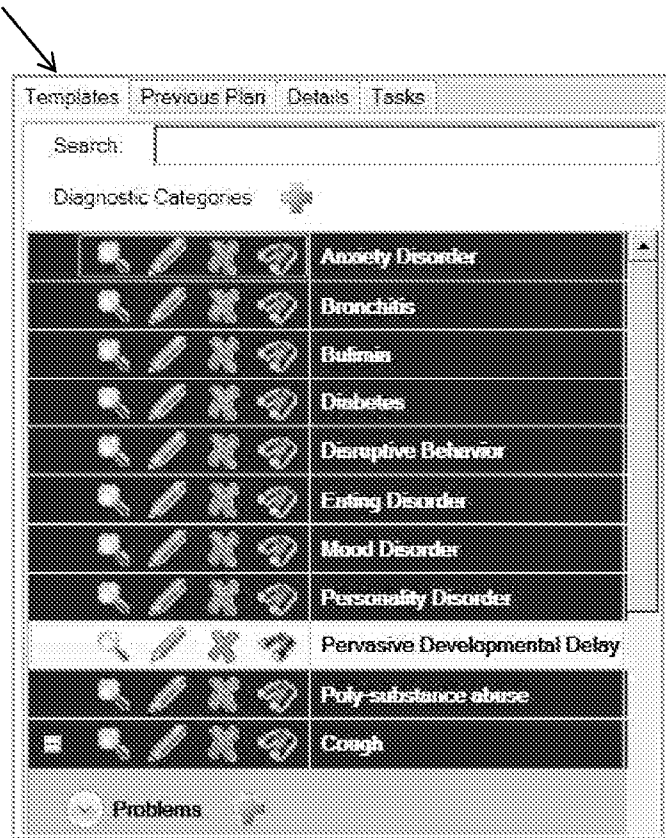 Templates Previous Plan Details Tasks
Search:
Diagnostic Categories
Anxiety Disorder
Bronchitis
Bulimia
Diabetes
Disruptive Behavior
Eating Disorder
Mood Disorder
Personality Disorder
Pervasive Developmental Delay
Poly-substance abuse
Cough
Problems